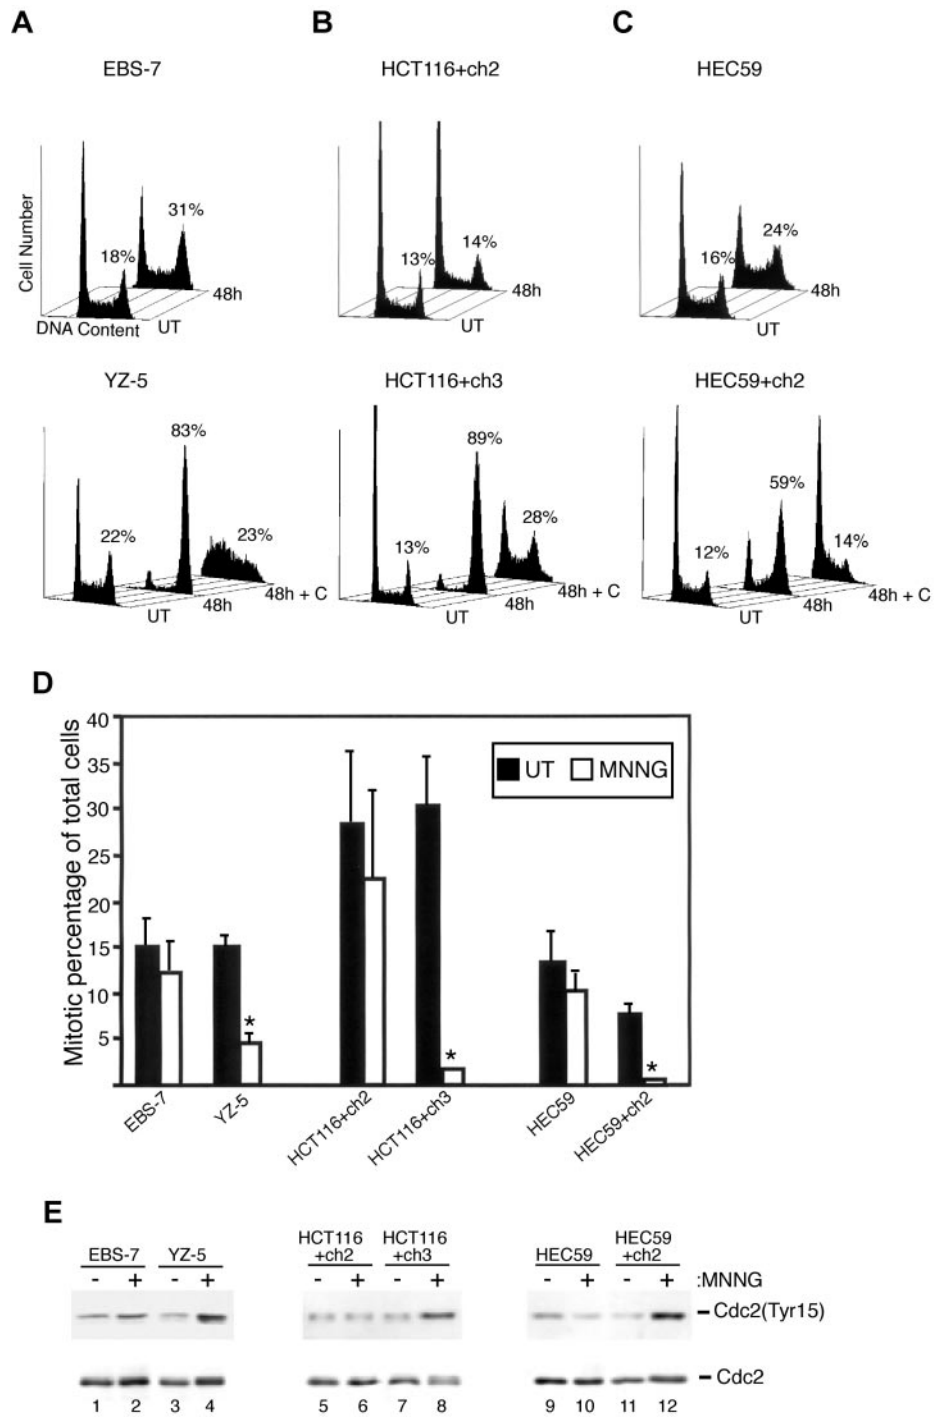 A
B
C
EBS-7
HCT116+ch2
HEC59
Cell Number
31%
18%
48h
DNA Content
UT
14%
13%
48h
UT
24%
16%
48h
UT
YZ-5
HCT116+ch3
HEC59+ch2
83%
22%
23%
UT
48h
48h + C
89%
13%
28%
UT
48h
48h + C
59%
12%
14%
UT
48h
48h + C
D
Mitotic percentage of total cells
40
35
30
25
20
15
10
5
UT
MNNG
*
*
*
EBS-7
YZ-5
HCT116+ch2
HCT116+ch3
HEC59
HEC59+ch2
E
EBS-7
YZ-5
HCT116
+ch2
HCT116
+ch3
HEC59
HEC59
+ch2
- + - + - + - + - + - + :MNNG
Cdc2(Tyr15)
Cdc2
1 2 3 4 5 6 7 8 9 10 11 12